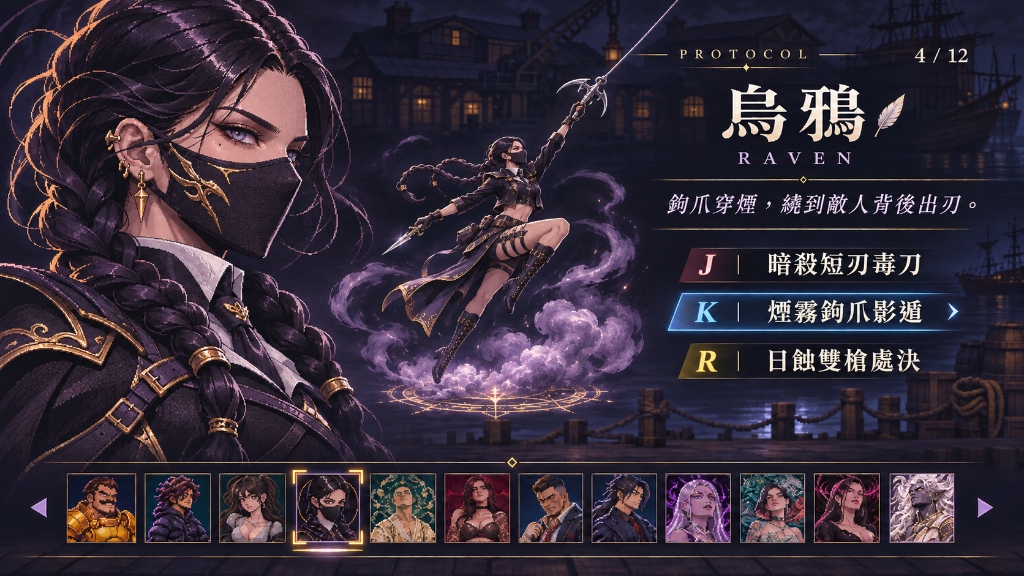 PROTOCOL
4 / 12
烏鴉
RAVEN
鉤爪穿煙，繞到敵人背後出刃。
J | 暗殺短刃毒刀
K | 煙霧鉤爪影遁
R | 日蝕雙槍處決